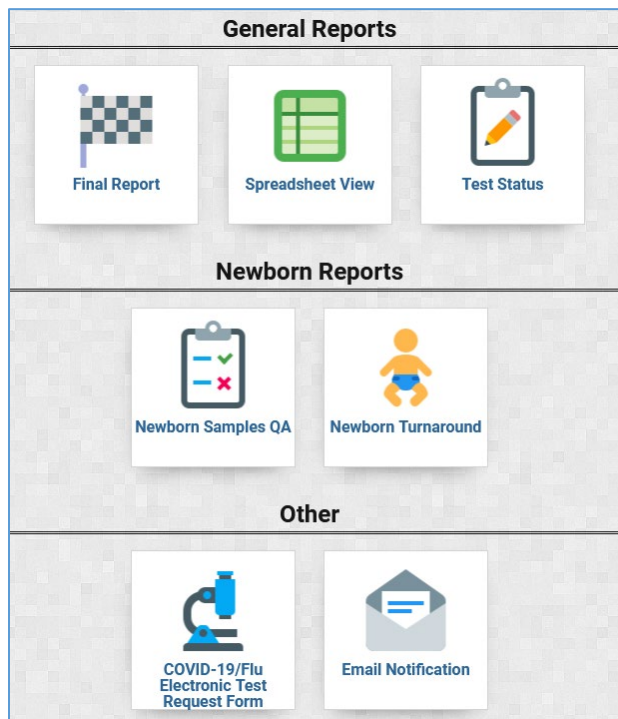 General Reports
Final Report
Spreadsheet View
Test Status
Newborn Reports
Newborn Samples QA
Newborn Turnaround
Other
COVID-19/Flu
Electronic Test
Request Form
Email Notification